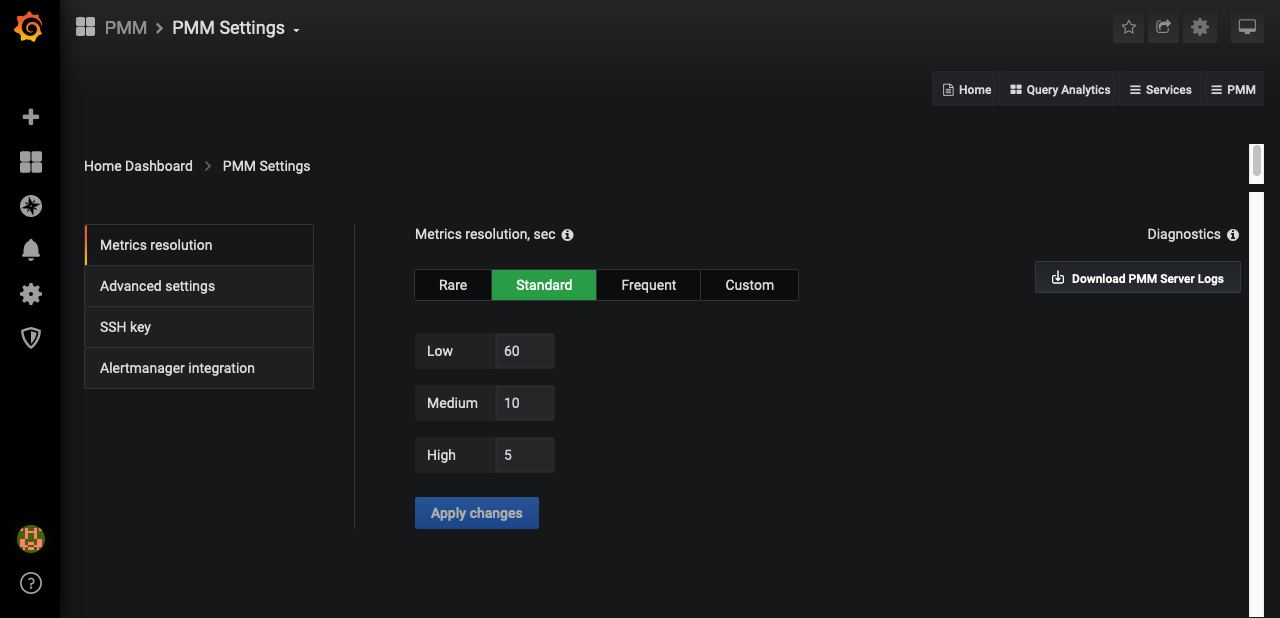 PMM > PMM Settings
Home
Query Analytics
Services
PMM
Home Dashboard > PMM Settings
Metrics resolution
Advanced settings
SSH key
Alertmanager integration
Metrics resolution, sec
Rare
Standard
Frequent
Custom
Low 60
Medium 10
High 5
Apply changes
Diagnostics
Download PMM Server Logs